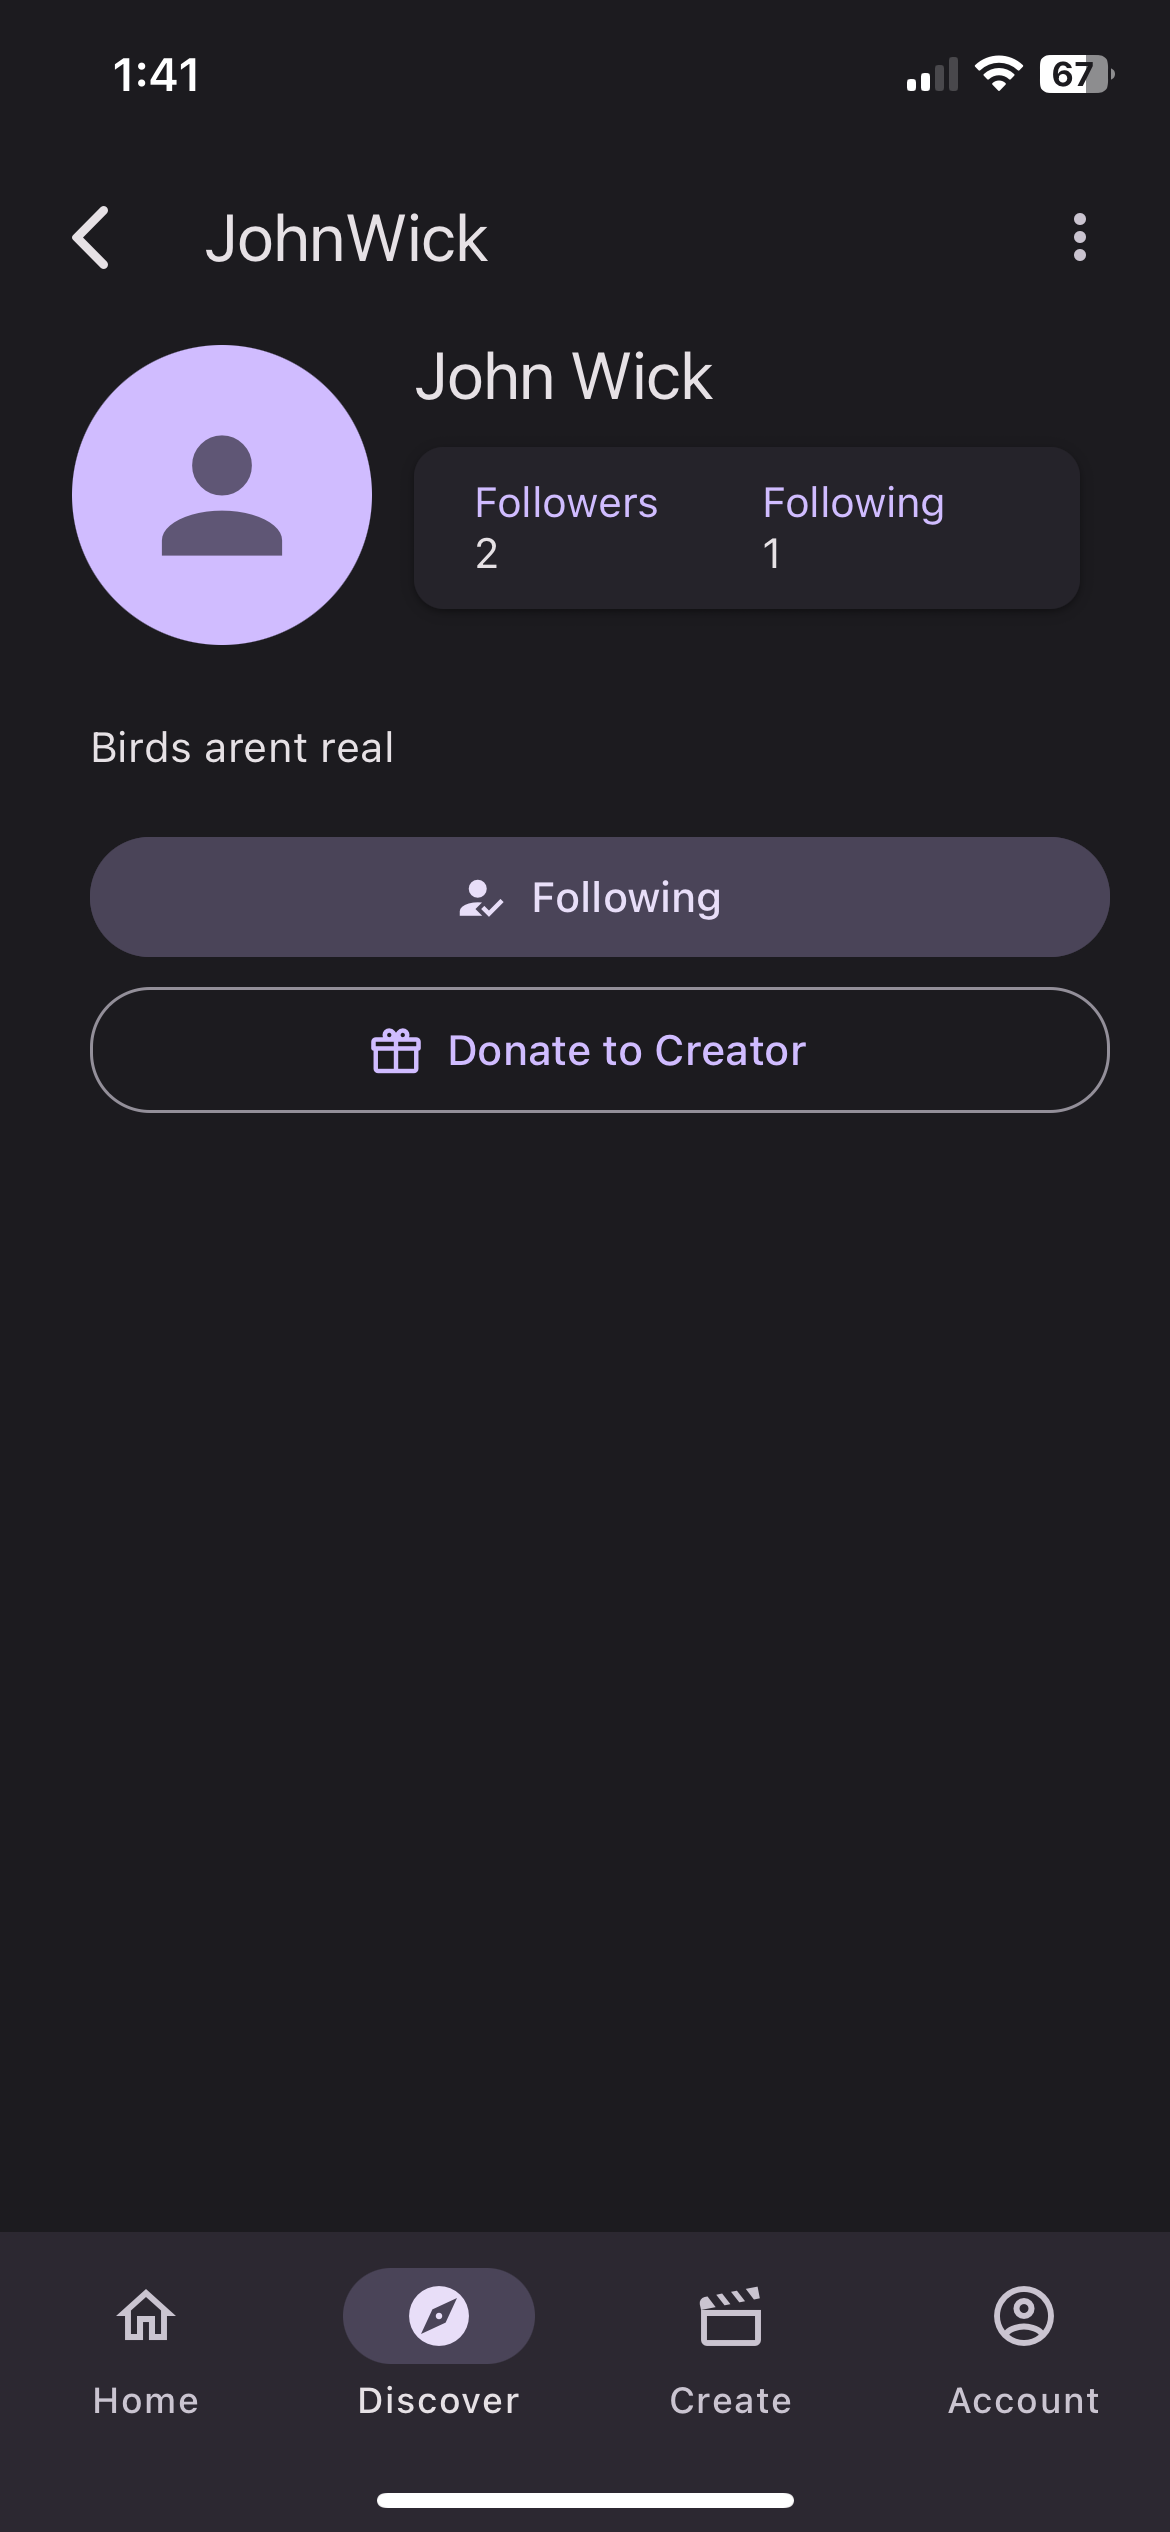 1:41
67
JohnWick
John Wick
Followers Following
2 1
Birds arent real
Following
Donate to Creator
Home Discover Create Account